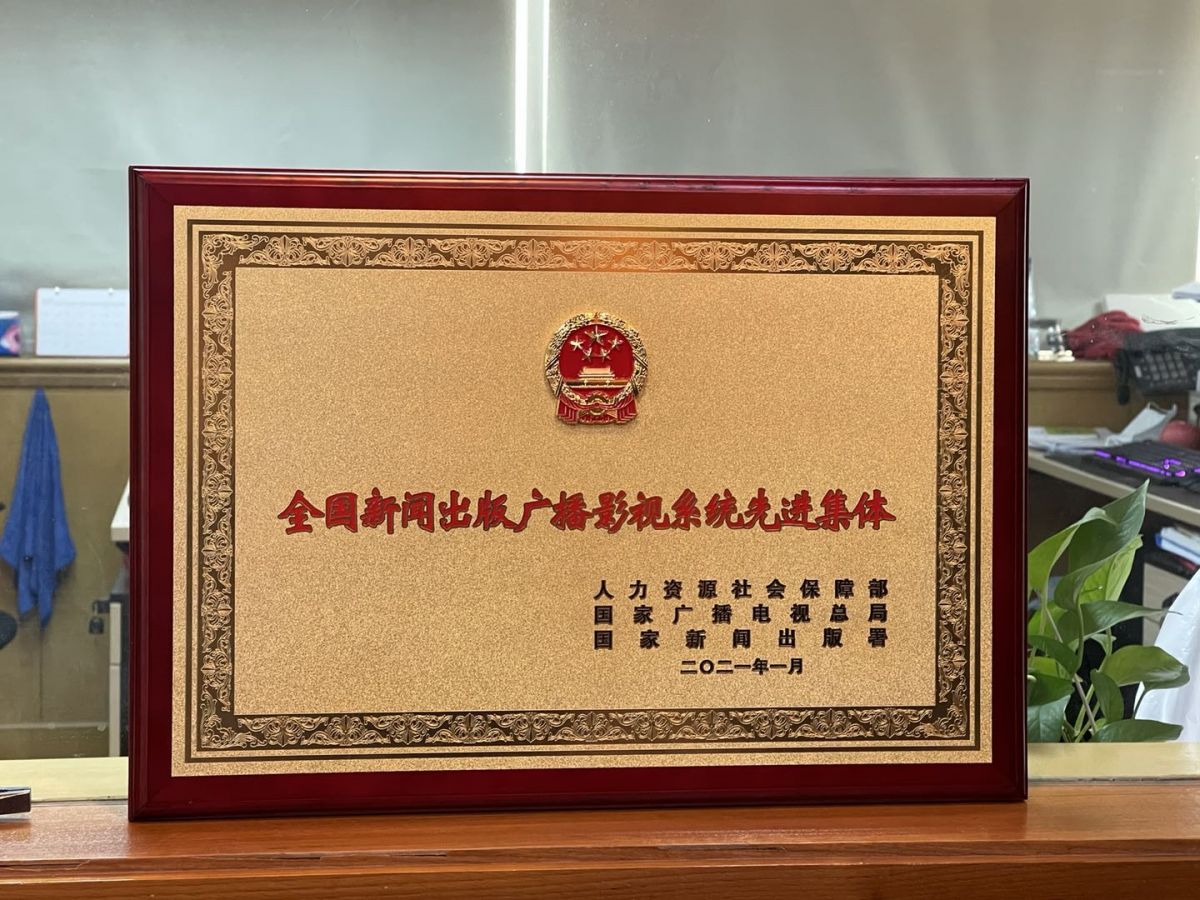 全国新闻出版广播影视系统先进集体
人力资源社会保障部
国家广播电视总局
国家新闻出版署
二〇二一年一月